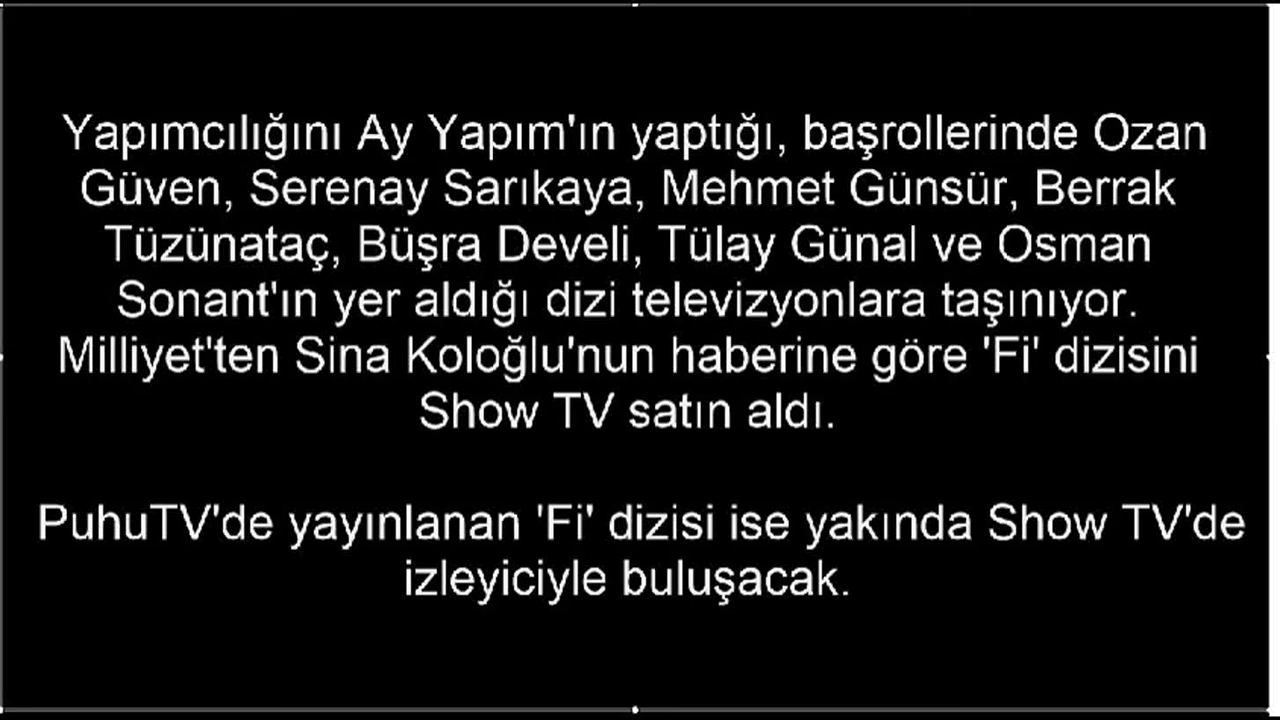 Yapımcılığını Ay Yapım'ın yaptığı, başrollerinde Ozan
Güven, Serenay Sarıkaya, Mehmet Günsür, Berrak
Tüzünataç, Büşra Develi, Tülay Günal ve Osman
Sonant'ın yer aldığı dizi televizyonlara taşınıyor.
Milliyet'ten Sina Koloğlu'nun haberine göre 'Fi' dizisini
Show TV satın aldı.
PuhuTV'de yayınlanan 'Fi' dizisi ise yakında Show TV'de
izleyiciyle buluşacak.